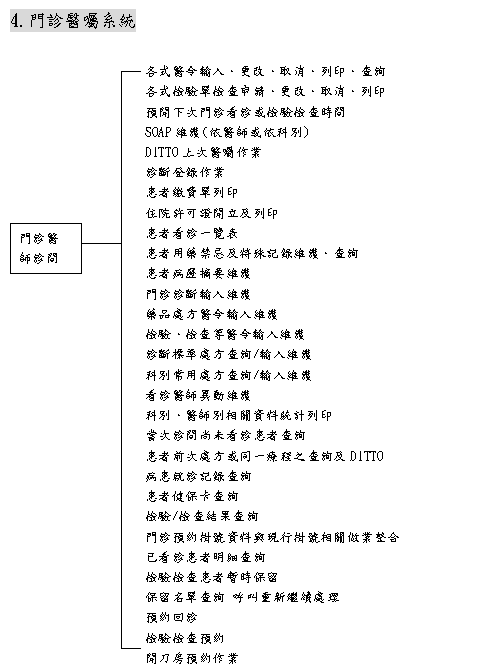 4.門診醫囑系統
各式醫令輸入、更改、取消、列印、查詢
各式檢驗單檢查申請、更改、取消、列印
預開下次門診看診或檢驗檢查時間
SOAP維護(依醫師或依科別)
DITTO上次醫囑作業
診斷登錄作業
患者繳費單列印
住院許可證開立及列印
患者看診一覽表
門診醫
師診間
患者用藥禁忌及特殊記錄維護、查詢
患者病歷摘要維護
門診診斷輸入維護
藥品處方醫令輸入維護
檢驗、檢查等醫令輸入維護
診斷標準處方查詢/輸入維護
科別常用處方查詢/輸入維護
看診醫師異動維護
科別、醫師別相關資料統計列印
當次診間尚未看診患者查詢
患者前次處方或同一療程之查詢及DITTO
病患就診記錄查詢
患者健保卡查詢
檢驗/檢查結果查詢
門診預約掛號資料與現行掛號相關做業整合
已看診患者明細查詢
檢驗檢查患者暫時保留
保留名單查詢 呼叫重新繼續處理
預約回診
檢驗檢查預約
開刀房預約作業